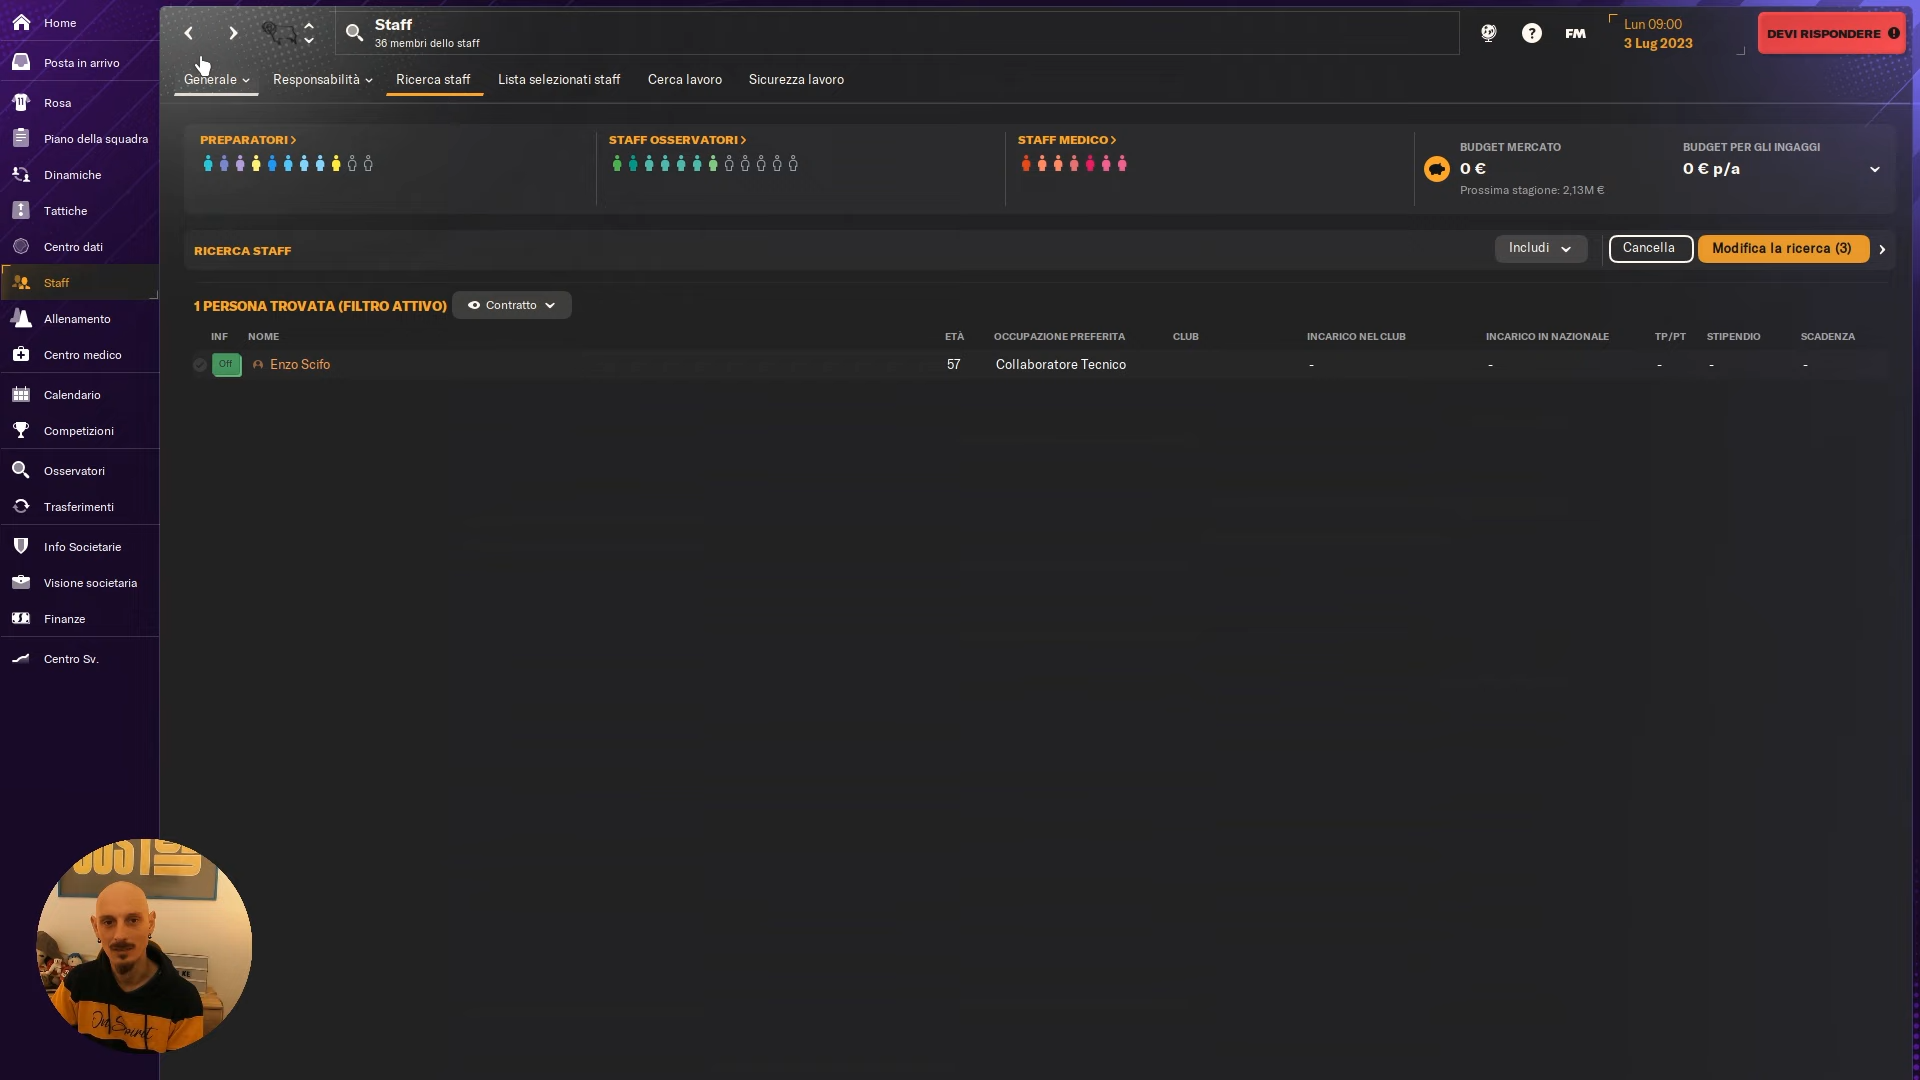 Home
Posta in arrivo
Rosa
Piano della squadra
Dinamiche
Tattiche
Centro dati
Staff
Allenamento
Centro medico
Calendario
Competizioni
Osservatori
Trasferimenti
Info Societarie
Visione societaria
Finanze
Centro Sv.
Staff
36 membri dello staff
FM
Lun 09:00
3 Lug 2023
DEVI RISPONDERE
Generale
Responsabilità
Ricerca staff
Lista selezionati staff
Cerca lavoro
Sicurezza lavoro
PREPARATORI
STAFF OSSERVATORI
STAFF MEDICO
BUDGET MERCATO
0 €
Prossima stagione: 2,13M €
BUDGET PER GLI INGAGGI
0 € p/a
RICERCA STAFF
Includi
Cancella
Modifica la ricerca (3)
1 PERSONA TROVATA (FILTRO ATTIVO)
Contratto
INF NOME ETÀ OCCUPAZIONE PREFERITA CLUB INCARICO NEL CLUB INCARICO IN NAZIONALE TP/PT STIPENDIO SCADENZA
Off Enzo Scifo 57 Collaboratore Tecnico - - - - -